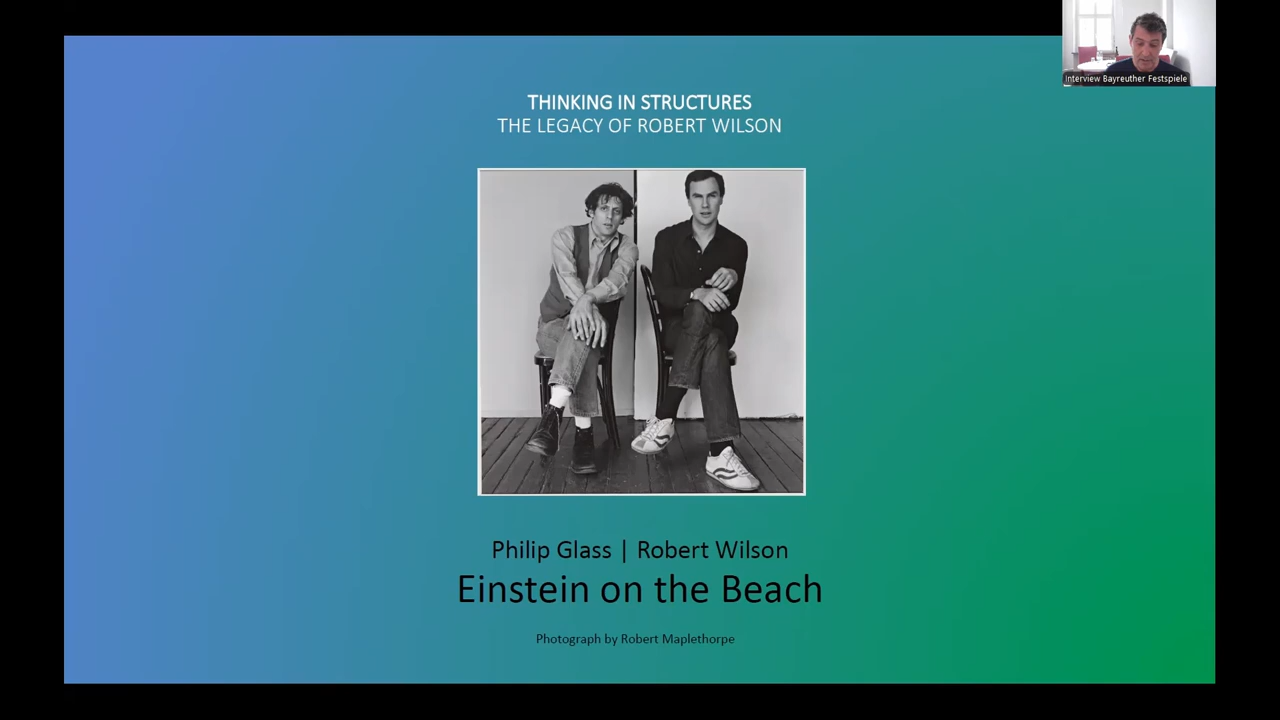 Interview Bayreuther Festspiele
THINKING IN STRUCTURES
THE LEGACY OF ROBERT WILSON
Philip Glass | Robert Wilson
Einstein on the Beach
Photograph by Robert Maplethorpe